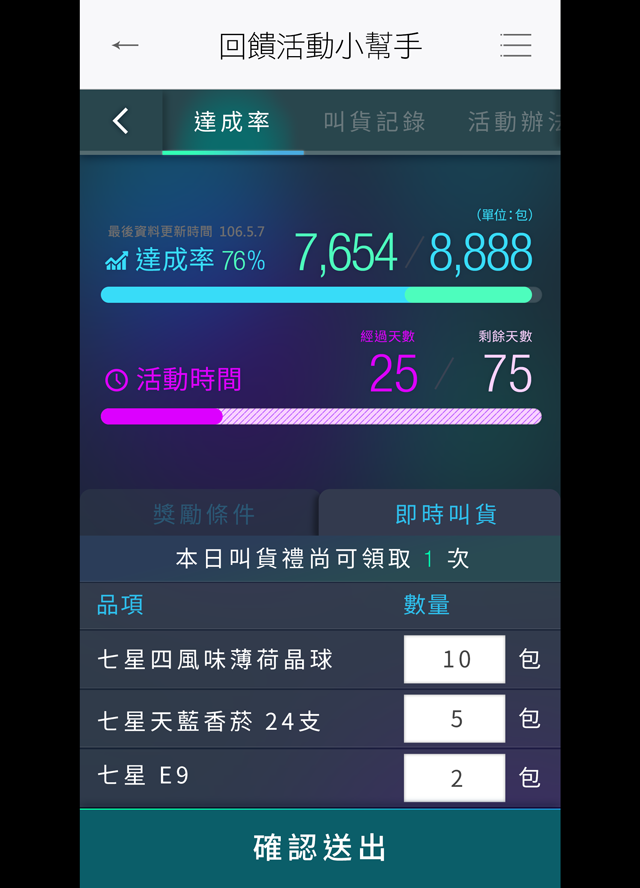 回饋活動小幫手
達成率 叫貨記錄 活動辦法
(單位:包)
最後資料更新時間 106.5.7
達成率 76% 7,654 / 8,888
經過天數 剩餘天數
活動時間 25 / 75
獎勵條件 即時叫貨
本日叫貨禮尚可領取 1 次
品項 數量
七星四風味薄荷晶球 10 包
七星天藍香菸 24支 5 包
七星 E9 2 包
確認送出